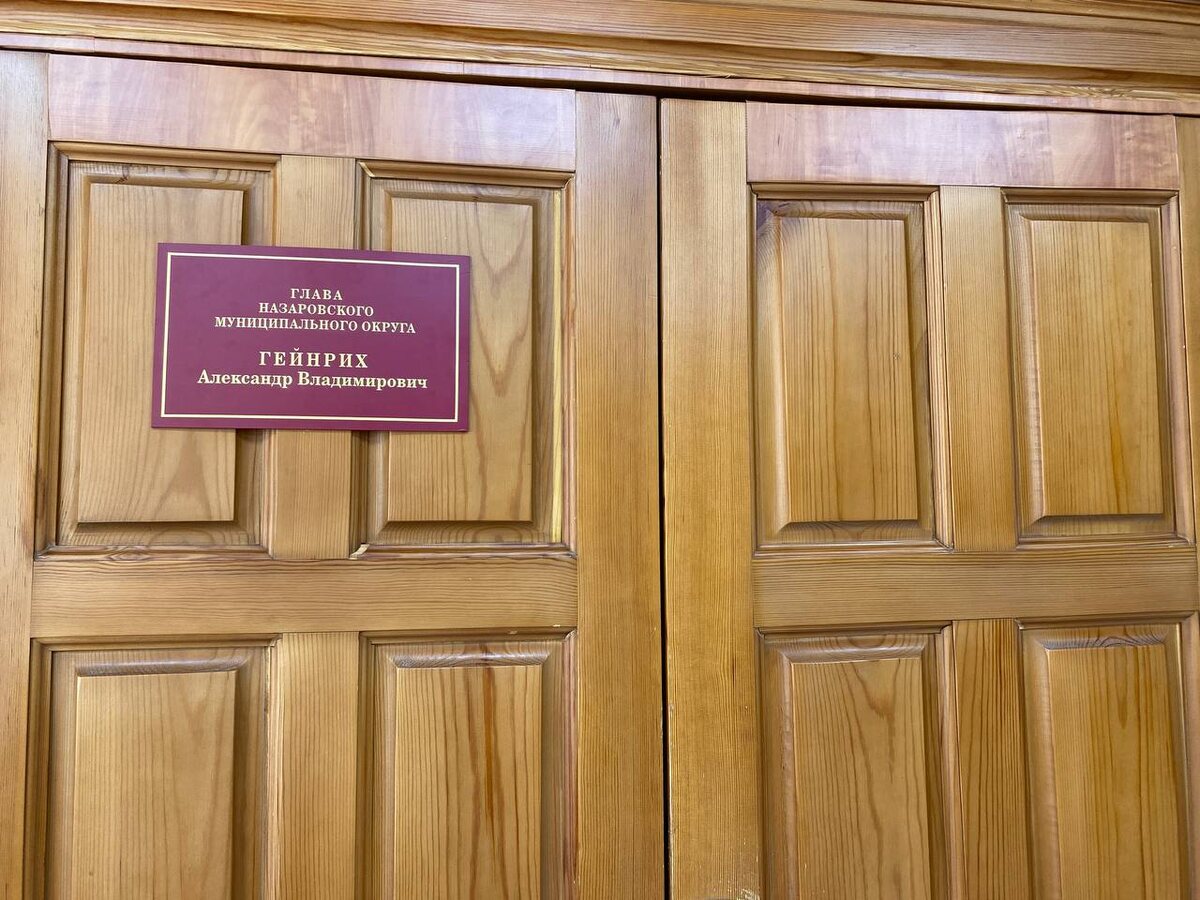 ГЛАВА
НАЗАРОВСКОГО
МУНИЦИПАЛЬНОГО ОКРУГА
ГЕЙНРИХ
Александр Владимирович